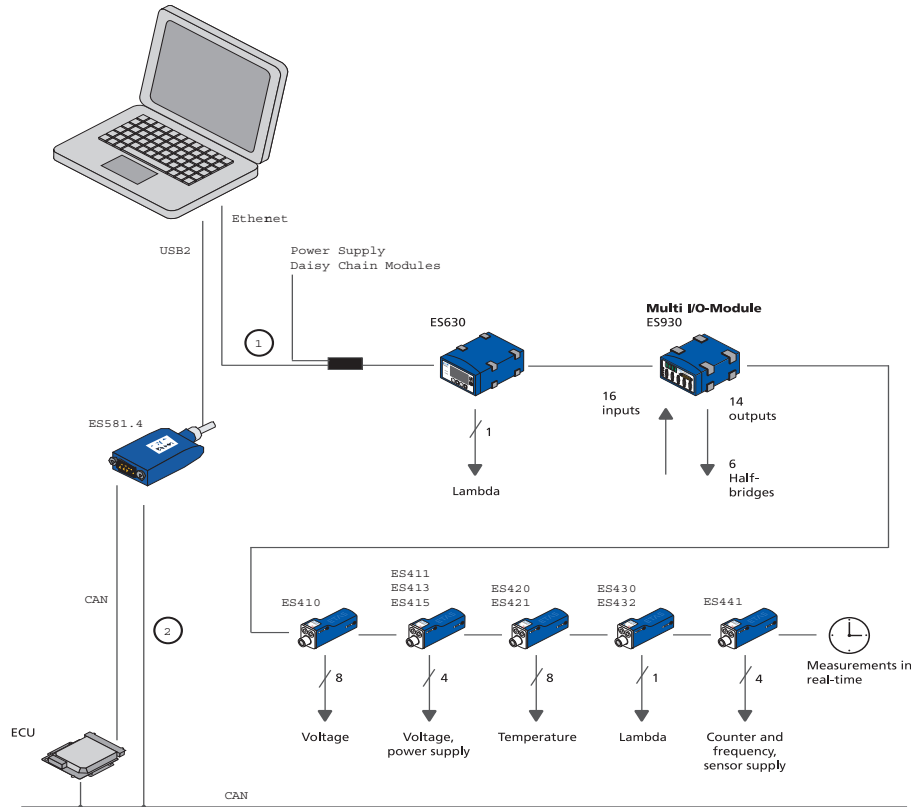 Ethernet
USB2
Power Supply
Daisy Chain Modules
1
ES630
Multi I/O-Module
ES930
16
inputs
14
outputs
1
Lambda
6
Half-
bridges
ES581.4
CAN
2
ES410
ES411
ES413
ES415
ES420
ES421
ES430
ES432
ES441
Measurements in
real-time
8
4
8
1
4
Voltage
Voltage,
power supply
Temperature
Lambda
Counter and
frequency,
sensor supply
ECU
CAN